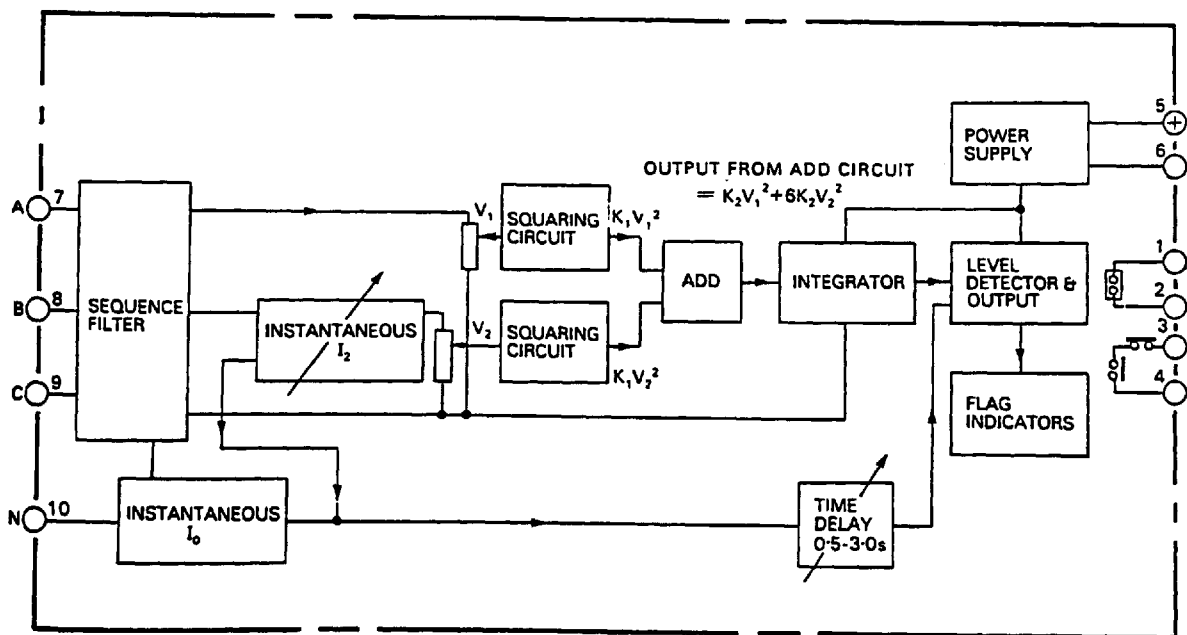 A
7
B
8
C
9
N
10
SEQUENCE
FILTER
INSTANTANEOUS
I₂
INSTANTANEOUS
I₀
V₁
V₂
SQUARING
CIRCUIT
K₁V₁²
SQUARING
CIRCUIT
K₁V₂²
ADD
OUTPUT FROM ADD CIRCUIT
= K₂V₁²+6K₂V₂²
INTEGRATOR
POWER
SUPPLY
LEVEL
DETECTOR &
OUTPUT
FLAG
INDICATORS
TIME
DELAY
0·5-3·0s
5
+
6
1
2
3
4